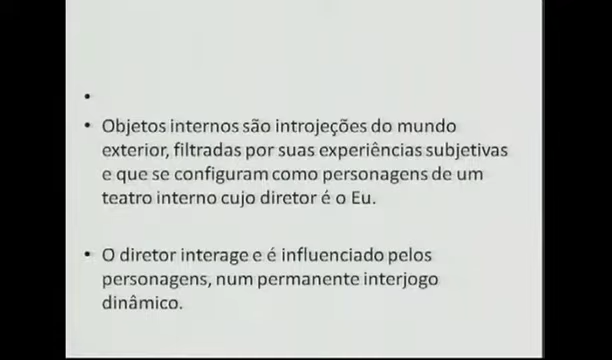 •
• Objetos internos são introjeções do mundo
exterior, filtradas por suas experiências subjetivas
e que se configuram como personagens de um
teatro interno cujo diretor é o Eu.
• O diretor interage e é influenciado pelos
personagens, num permanente interjogo
dinâmico.